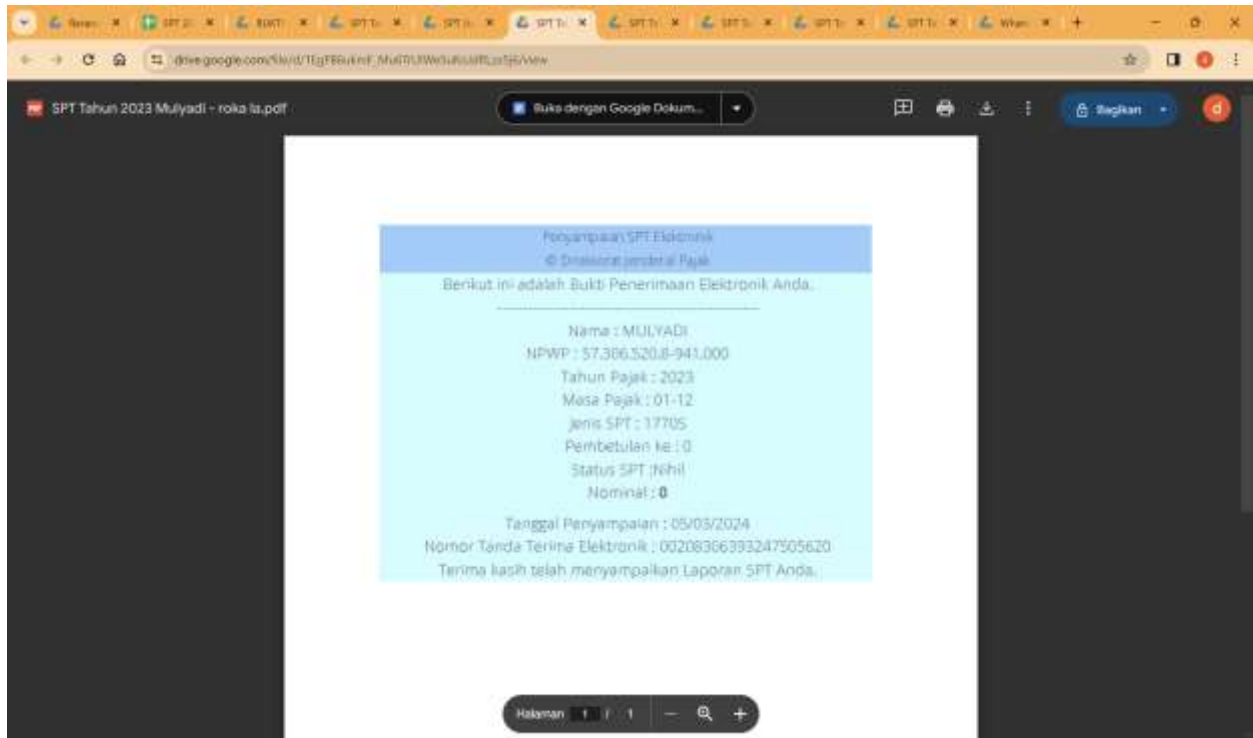 SPT Tahun 2023 Mulyadi - roka la.pdf
Buka dengan Google Dokum...
Bagikan
d
Penyampaian SPT Elektronik
© Direktorat Jenderal Pajak
Berikut ini adalah Bukti Penerimaan Elektronik Anda.
Nama : MULYADI
NPWP : 57.306.520.8-941.000
Tahun Pajak : 2023
Masa Pajak : 01-12
Jenis SPT : 1770S
Pembetulan ke : 0
Status SPT :Nihil
Nominal : 0
Tanggal Penyampaian : 05/03/2024
Nomor Tanda Terima Elektronik : 00208306393247505620
Terima kasih telah menyampaikan Laporan SPT Anda.
Halaman 1 / 1